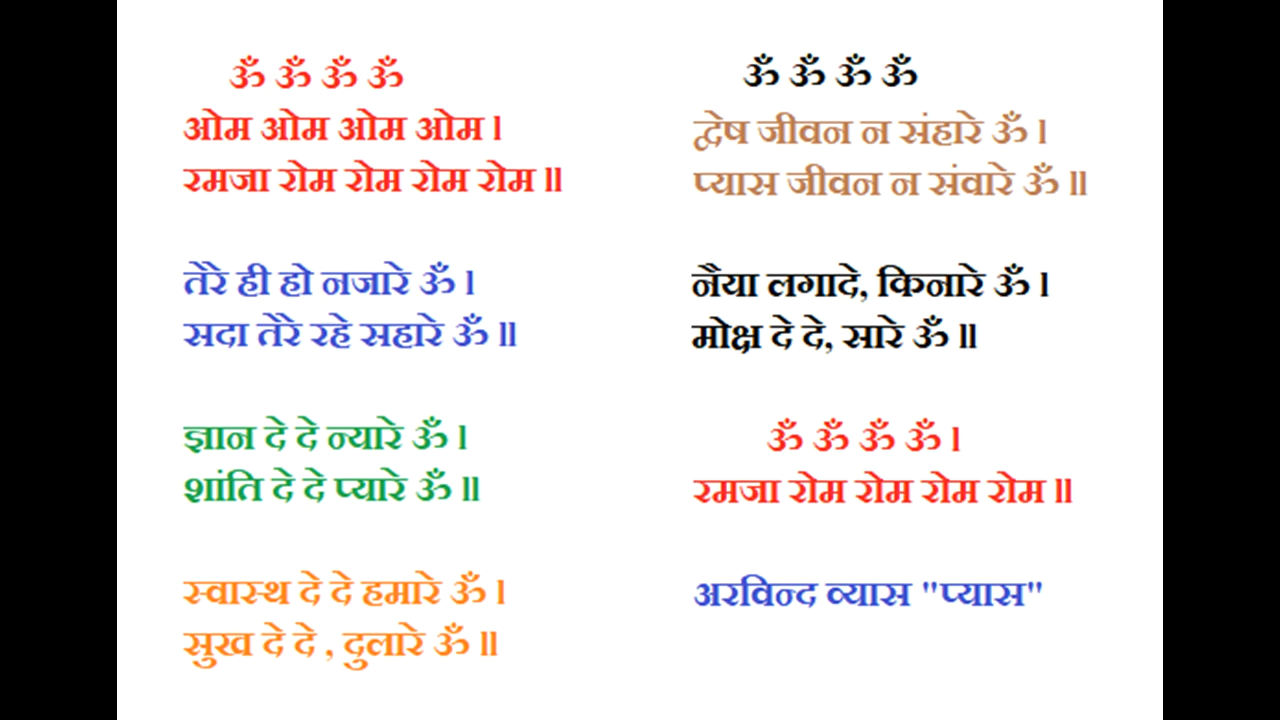 ॐ ॐ ॐ ॐ
ओम ओम ओम ओम ।
रमजा रोम रोम रोम रोम ॥
तेरे ही हो नजारे ॐ ।
सदा तेरे रहे सहारे ॐ ॥
ज्ञान दे दे न्यारे ॐ ।
शांति दे दे प्यारे ॐ ॥
स्वास्थ दे दे हमारे ॐ ।
सुख दे दे , दुलारे ॐ ॥
ॐ ॐ ॐ ॐ
द्वेष जीवन न संहारे ॐ ।
प्यास जीवन न संवारे ॐ ॥
नैया लगादे, किनारे ॐ ।
मोक्ष दे दे, सारे ॐ ॥
ॐ ॐ ॐ ॐ ।
रमजा रोम रोम रोम रोम ॥
अरविन्द व्यास "प्यास"